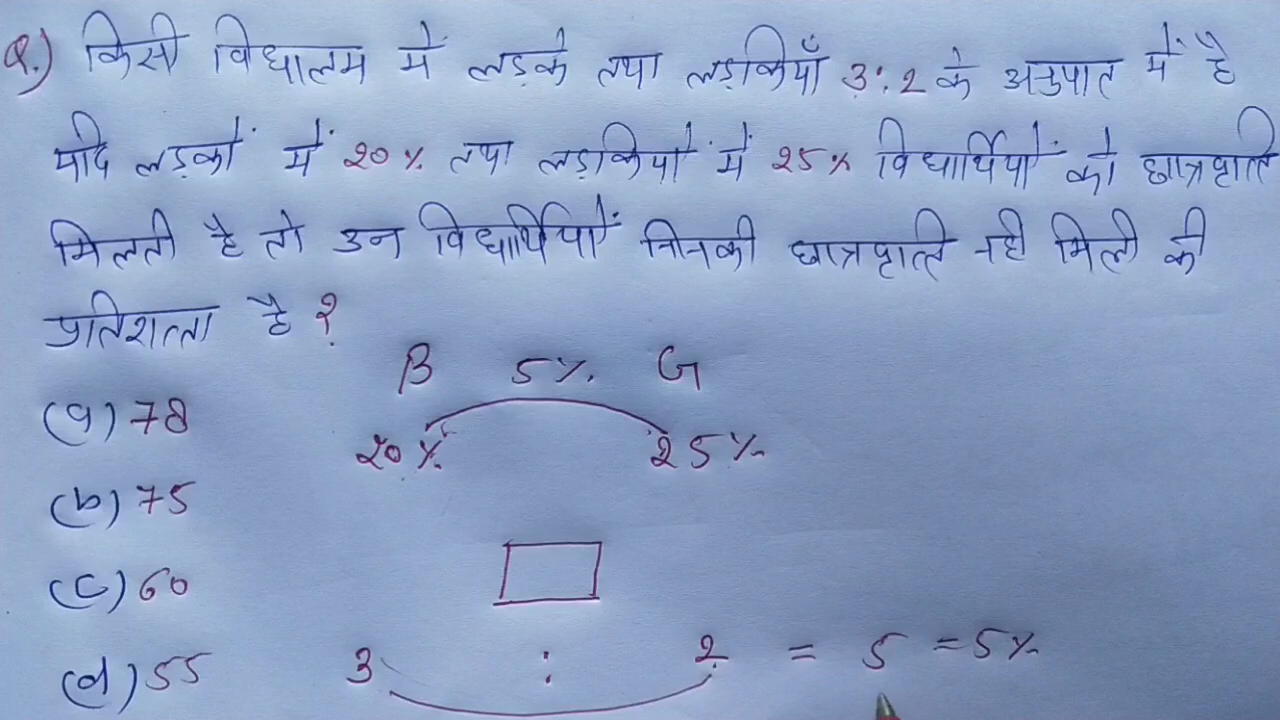 Q.) किसी विधालय में लड़के तथा लड़कियाँ 3:2 के अनुपात में है
यदि लड़कों में 20% तथा लड़कियों में 25% विधार्थियों को छात्रवृात्ति
मिलती है तो उन विधार्थियों जिनको छात्रवृात्ति नही मिली की
प्रतिशतता है ?
B 5% G
(a) 78
20% 25%
(b) 75
(c) 60
3 : 2 = 5 = 5%
(d) 55